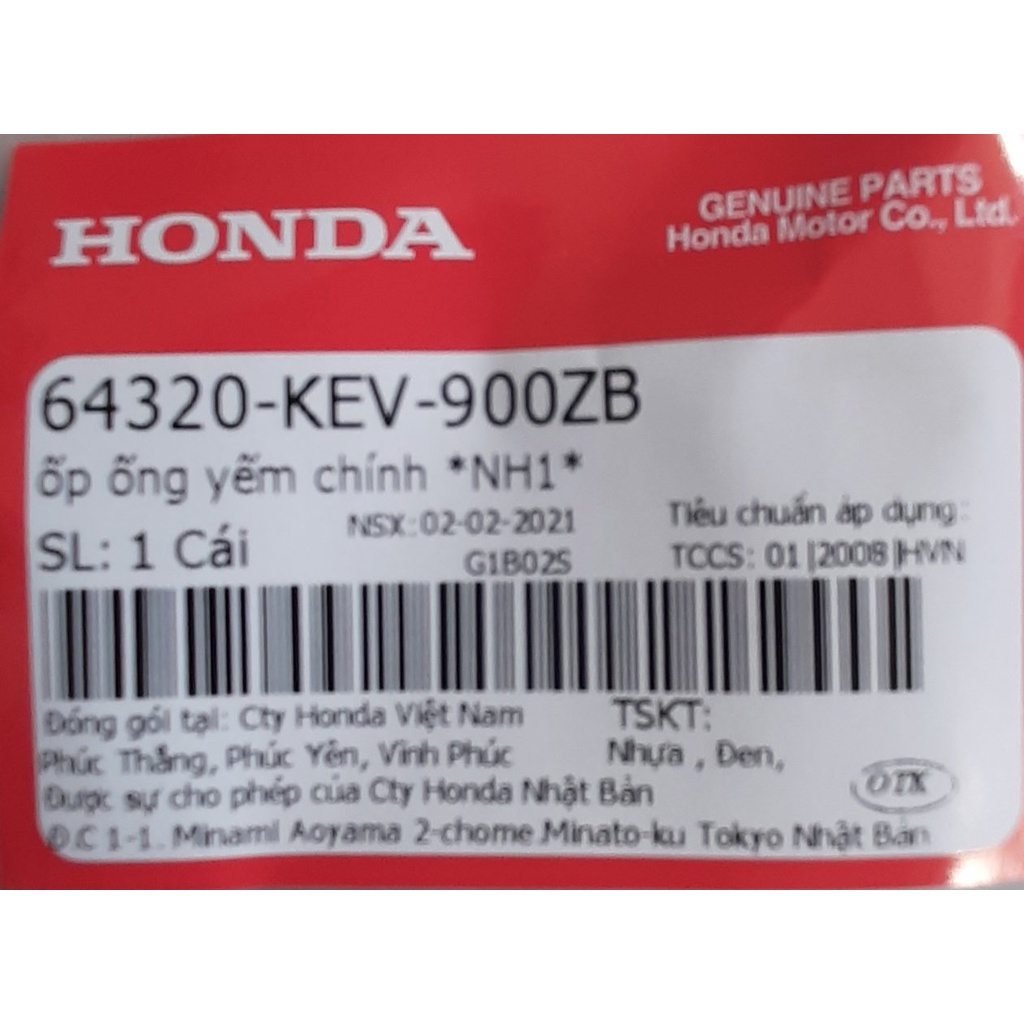 HONDA
GENUINE PARTS
Honda Motor Co., Ltd.
64320-KEV-900ZB
ốp ống yếm chính *NH1*
SL: 1 Cái
NSX: 02-02-2021
G1B02S
Tiêu chuẩn áp dụng:
TCCS: 01|2008|HVN
Đóng gói tại: Cty Honda Việt Nam
Phúc Thắng, Phúc Yên, Vĩnh Phúc
TSKT:
Nhựa , Đen,
Được sự cho phép của Cty Honda Nhật Bản
Đ.C 1-1. Minami Aoyama 2-chome Minato-ku Tokyo Nhật Bản
OTK